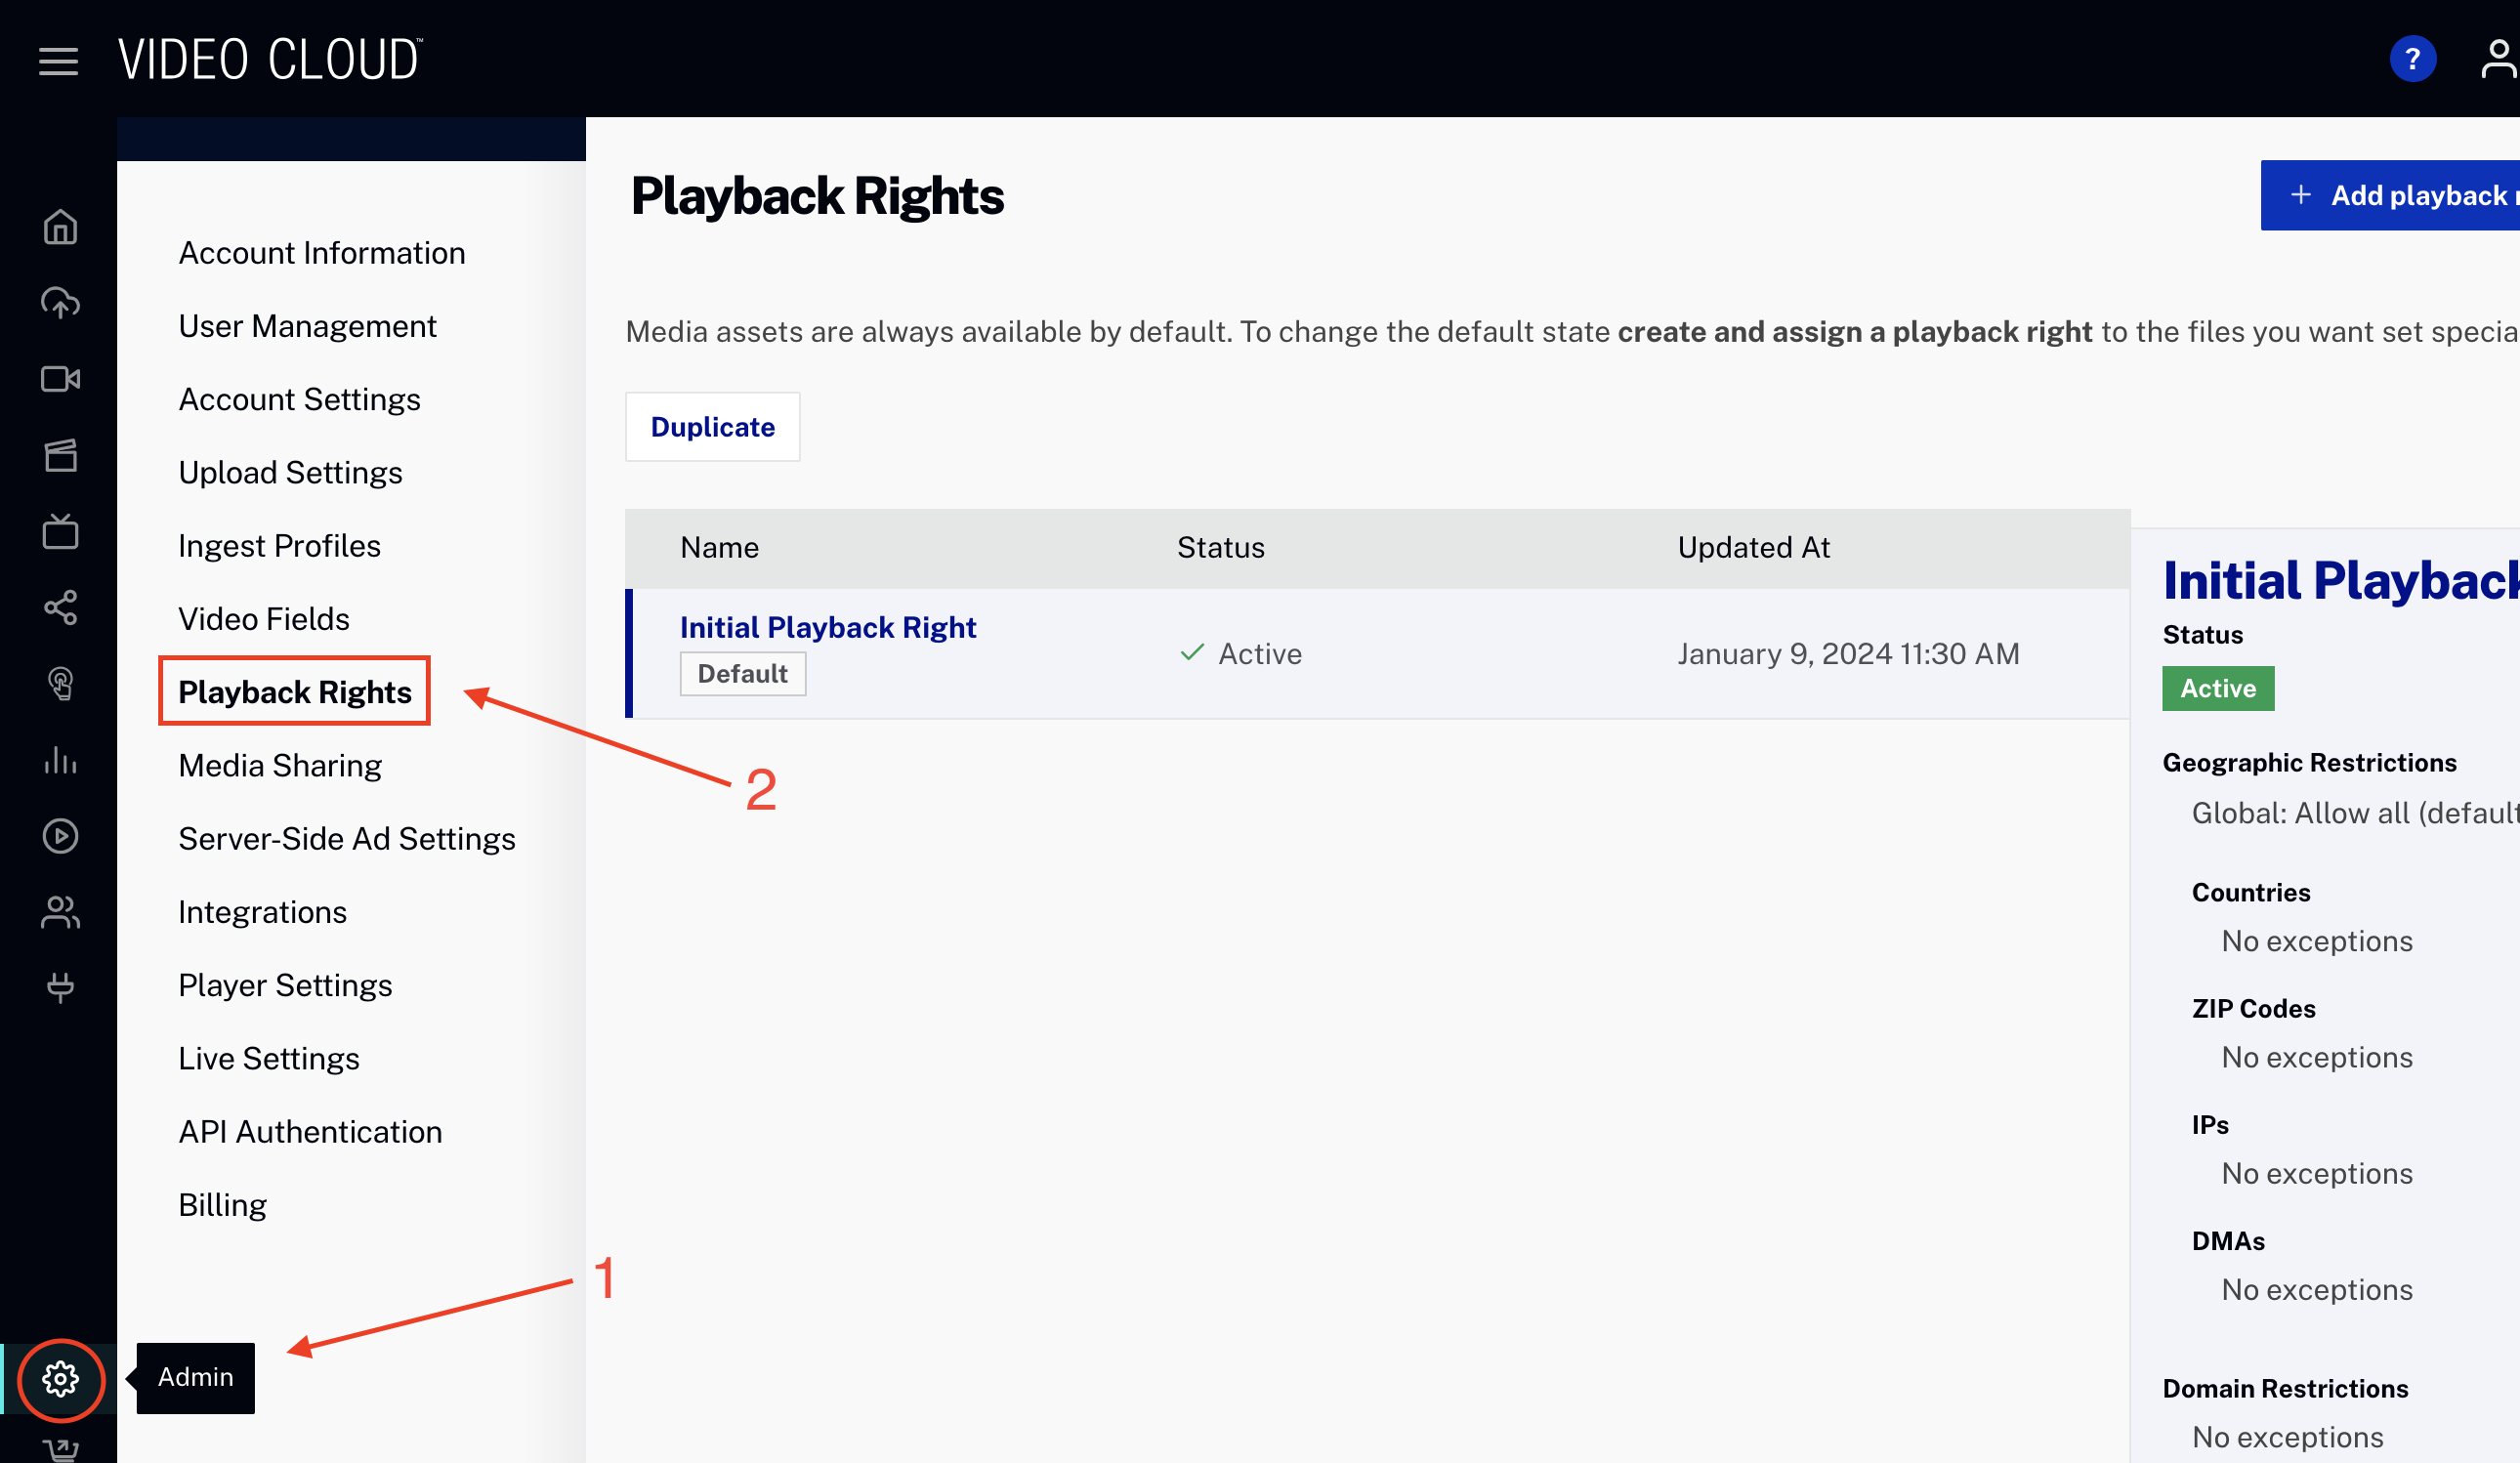 VIDEO CLOUD™
?
Account Information
User Management
Account Settings
Upload Settings
Ingest Profiles
Video Fields
Playback Rights
Media Sharing
Server-Side Ad Settings
Integrations
Player Settings
Live Settings
API Authentication
Billing
Admin
1
2
Playback Rights
+ Add playback r
Media assets are always available by default. To change the default state create and assign a playback right to the files you want set specia
Duplicate
Name Status Updated At
Initial Playback Right
Default
Active
January 9, 2024 11:30 AM
Initial Playback
Status
Active
Geographic Restrictions
Global: Allow all (default
Countries
No exceptions
ZIP Codes
No exceptions
IPs
No exceptions
DMAs
No exceptions
Domain Restrictions
No exceptions